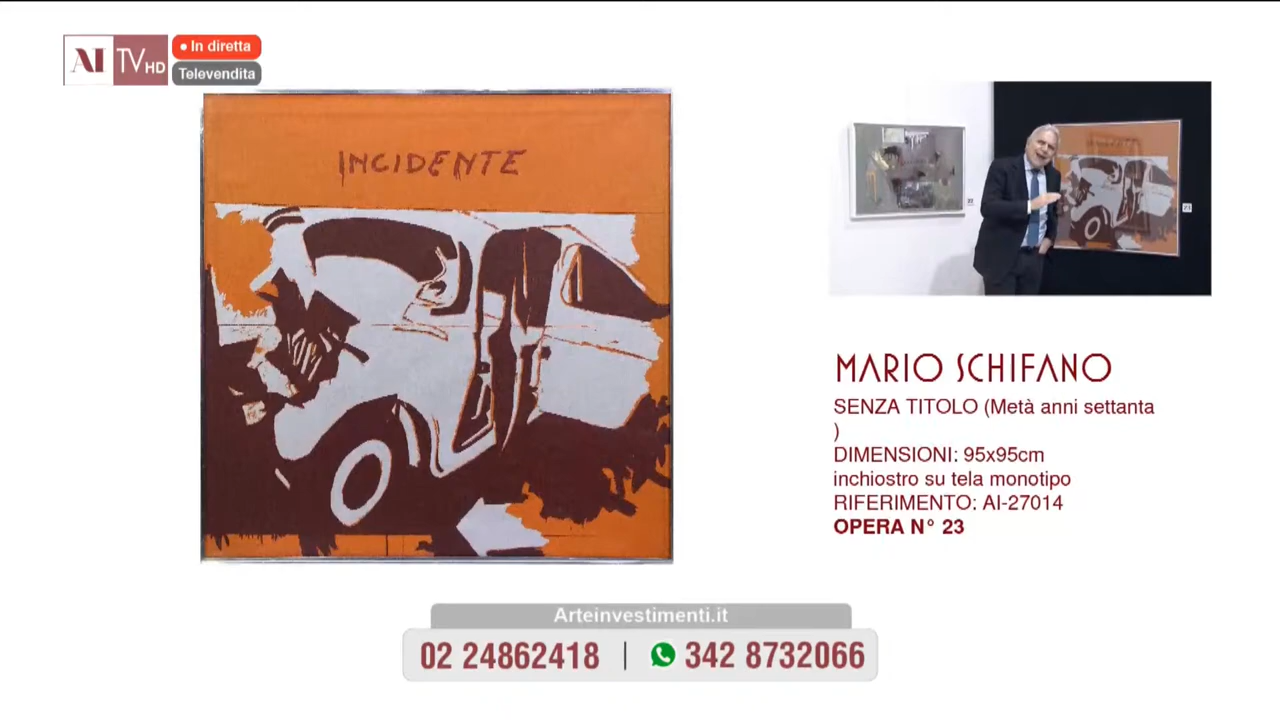 AI TV HD
• In diretta
Televendita
INCIDENTE
23
MARIO SCHIFANO
SENZA TITOLO (Metà anni settanta
)
DIMENSIONI: 95x95cm
inchiostro su tela monotipo
RIFERIMENTO: AI-27014
OPERA N° 23
Arteinvestimenti.it
02 24862418 | 342 8732066